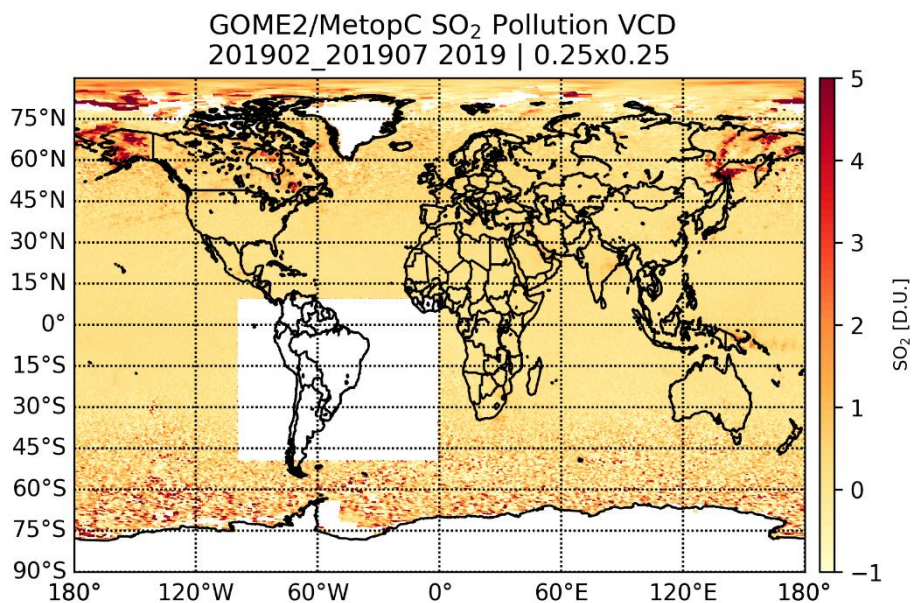 GOME2/MetopC SO₂ Pollution VCD
201902_201907 2019 | 0.25x0.25
75°N
60°N
45°N
30°N
15°N
0°
15°S
30°S
45°S
60°S
75°S
90°S
180°
120°W
60°W
0°
60°E
120°E
180°
5
4
3
2
1
0
−1
SO₂ [D.U.]